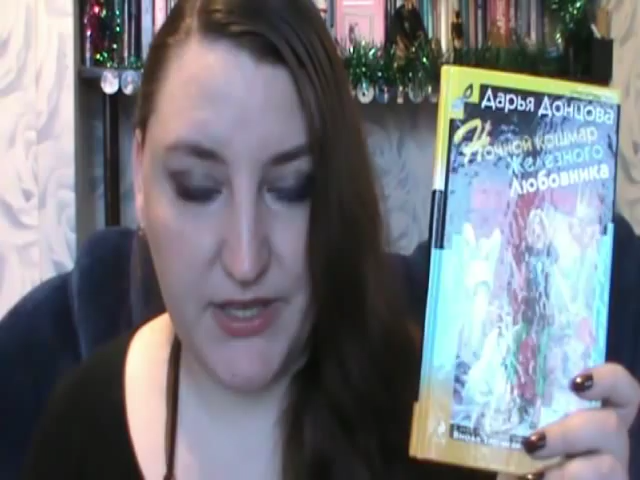 Дарья Донцова
Ночной кошмар
Железного
Любовника